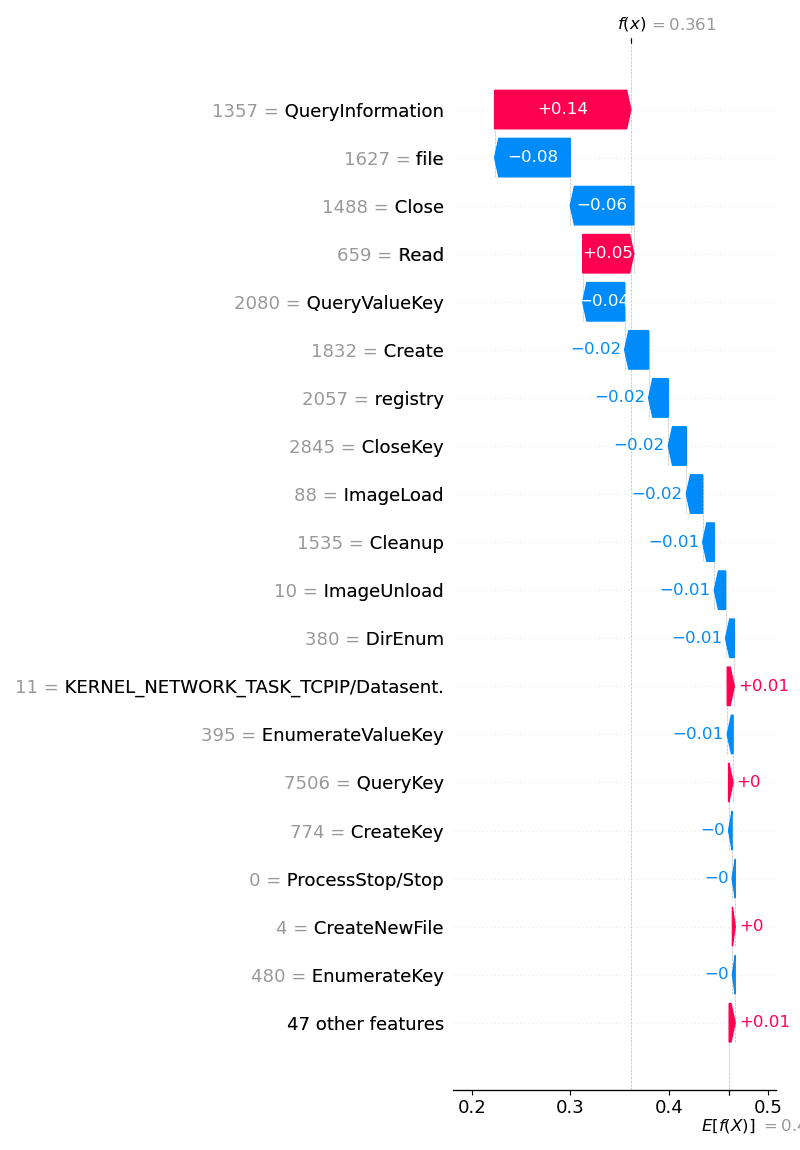 f(x) = 0.361
1357 = QueryInformation +0.14
1627 = file −0.08
1488 = Close −0.06
659 = Read +0.05
2080 = QueryValueKey −0.04
1832 = Create −0.02
2057 = registry −0.02
2845 = CloseKey −0.02
88 = ImageLoad −0.02
1535 = Cleanup −0.01
10 = ImageUnload −0.01
380 = DirEnum −0.01
11 = KERNEL_NETWORK_TASK_TCPIP/Datasent. +0.01
395 = EnumerateValueKey −0.01
7506 = QueryKey +0
774 = CreateKey −0
0 = ProcessStop/Stop −0
4 = CreateNewFile +0
480 = EnumerateKey −0
47 other features +0.01
0.2 0.3 0.4 0.5
E[f(X)] = 0.